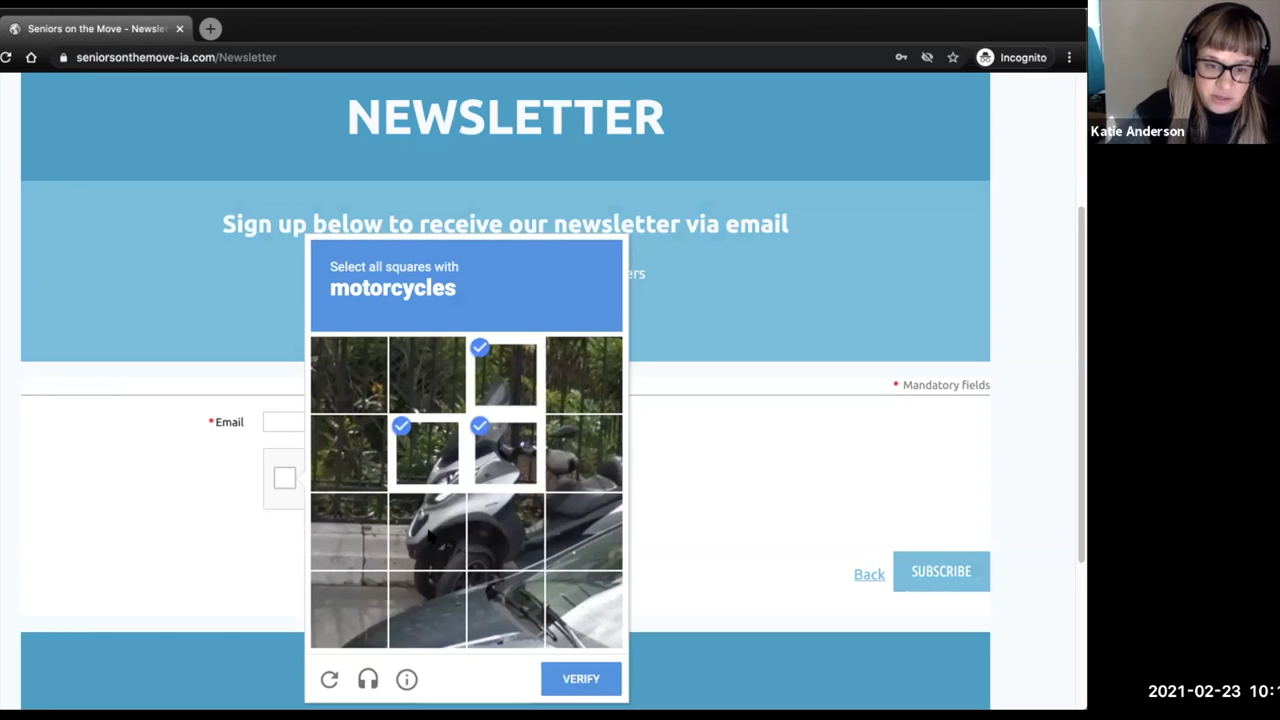 Seniors on the Move - Newslet
seniorsonthemove-ia.com/Newsletter
Incognito
Katie Anderson
NEWSLETTER
Sign up below to receive our newsletter via email
ers
Select all squares with
motorcycles
* Mandatory fields
*Email
Back
SUBSCRIBE
VERIFY
2021-02-23 10:1